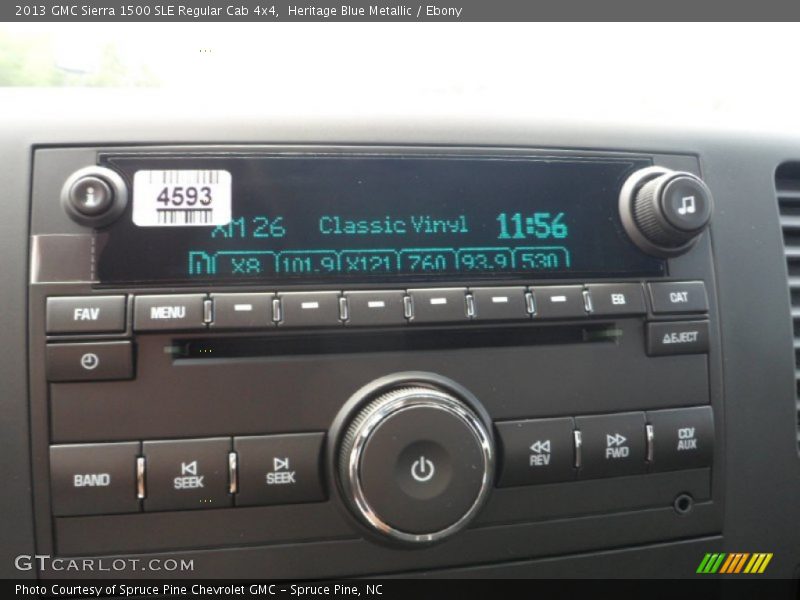 2013 GMC Sierra 1500 SLE Regular Cab 4x4, Heritage Blue Metallic / Ebony
4593
XM 26 Classic Vinyl 11:56
X8 101.9 X121 760 93.9 530
FAV MENU EQ CAT
EJECT
BAND SEEK SEEK REV FWD CD/AUX
GTCARLOT.COM
Photo Courtesy of Spruce Pine Chevrolet GMC – Spruce Pine, NC